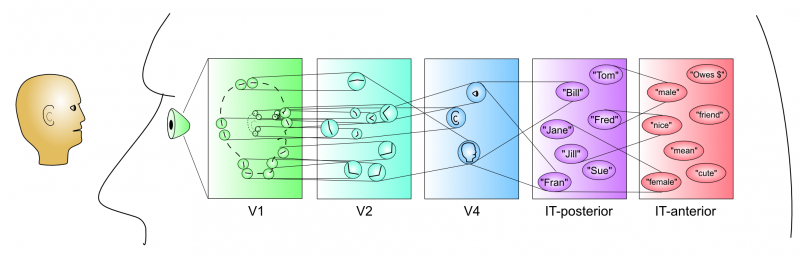 "Tom"
"Bill"
"Fred"
"Jane"
"Jill"
"Sue"
"Fran"
"Owes $"
"male"
"friend"
"nice"
"mean"
"cute"
"female"
V1
V2
V4
IT-posterior
IT-anterior